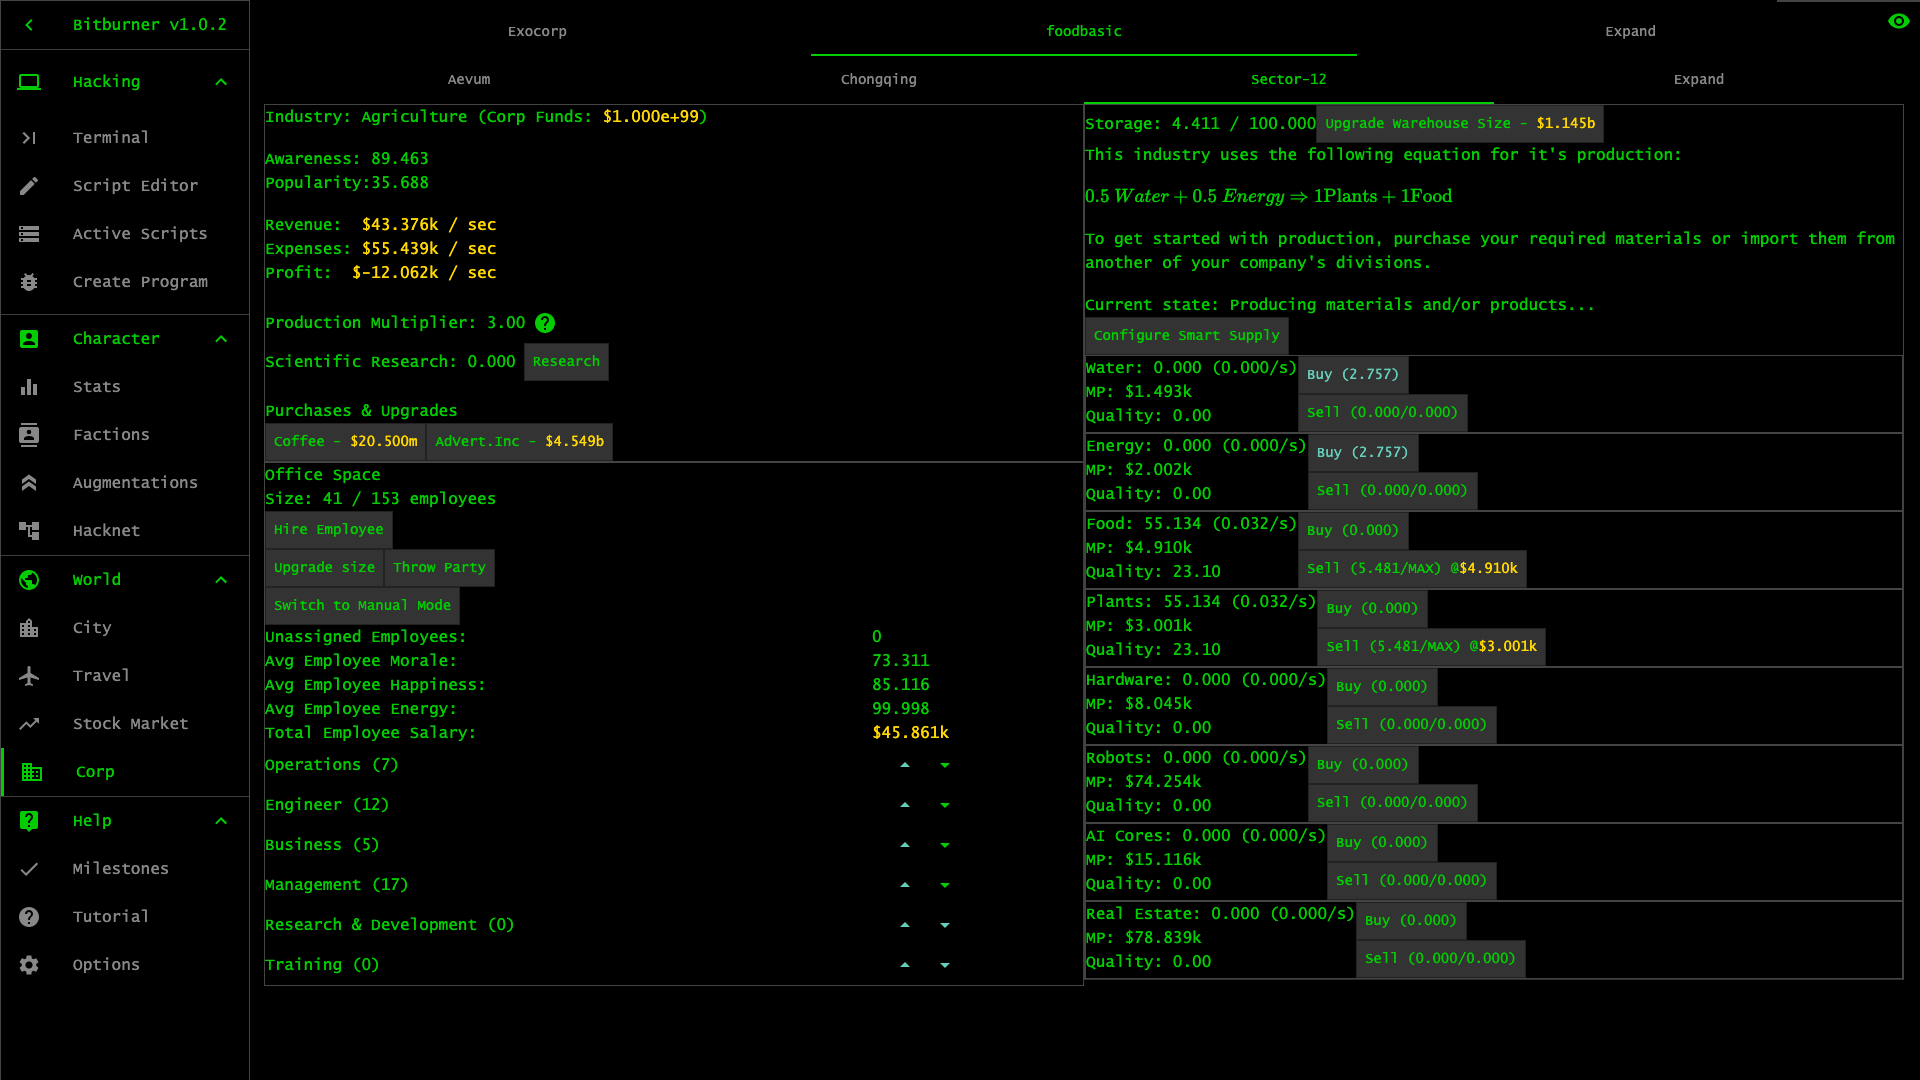 Bitburner v1.0.2
Hacking
Terminal
Script Editor
Active Scripts
Create Program
Character
Stats
Factions
Augmentations
Hacknet
World
City
Travel
Stock Market
Corp
Help
Milestones
Tutorial
Options
Exocorp
foodbasic
Expand
Aevum
Chongqing
Sector-12
Expand
Industry: Agriculture (Corp Funds: $1.000e+99)
Awareness: 89.463
Popularity:35.688
Revenue: $43.376k / sec
Expenses: $55.439k / sec
Profit: $-12.062k / sec
Production Multiplier: 3.00 ?
Scientific Research: 0.000 Research
Purchases & Upgrades
Coffee - $20.500m AdVert.Inc - $4.549b
Office Space
Size: 41 / 153 employees
Hire Employee
Upgrade size Throw Party
Switch to Manual Mode
Unassigned Employees: 0
Avg Employee Morale: 73.311
Avg Employee Happiness: 85.116
Avg Employee Energy: 99.998
Total Employee Salary: $45.861k
Operations (7)
Engineer (12)
Business (5)
Management (17)
Research & Development (0)
Training (0)
Storage: 4.411 / 100.000 Upgrade Warehouse Size - $1.145b
This industry uses the following equation for it's production:
0.5 Water + 0.5 Energy ⇒ 1Plants + 1Food
To get started with production, purchase your required materials or import them from
another of your company's divisions.
Current state: Producing materials and/or products...
Configure Smart Supply
Water: 0.000 (0.000/s) Buy (2.757)
MP: $1.493k
Quality: 0.00 Sell (0.000/0.000)
Energy: 0.000 (0.000/s) Buy (2.757)
MP: $2.002k
Quality: 0.00 Sell (0.000/0.000)
Food: 55.134 (0.032/s) Buy (0.000)
MP: $4.910k
Quality: 23.10 Sell (5.481/MAX) @$4.910k
Plants: 55.134 (0.032/s) Buy (0.000)
MP: $3.001k
Quality: 23.10 Sell (5.481/MAX) @$3.001k
Hardware: 0.000 (0.000/s) Buy (0.000)
MP: $8.045k
Quality: 0.00 Sell (0.000/0.000)
Robots: 0.000 (0.000/s) Buy (0.000)
MP: $74.254k
Quality: 0.00 Sell (0.000/0.000)
AI Cores: 0.000 (0.000/s) Buy (0.000)
MP: $15.116k
Quality: 0.00 Sell (0.000/0.000)
Real Estate: 0.000 (0.000/s) Buy (0.000)
MP: $78.839k
Quality: 0.00 Sell (0.000/0.000)